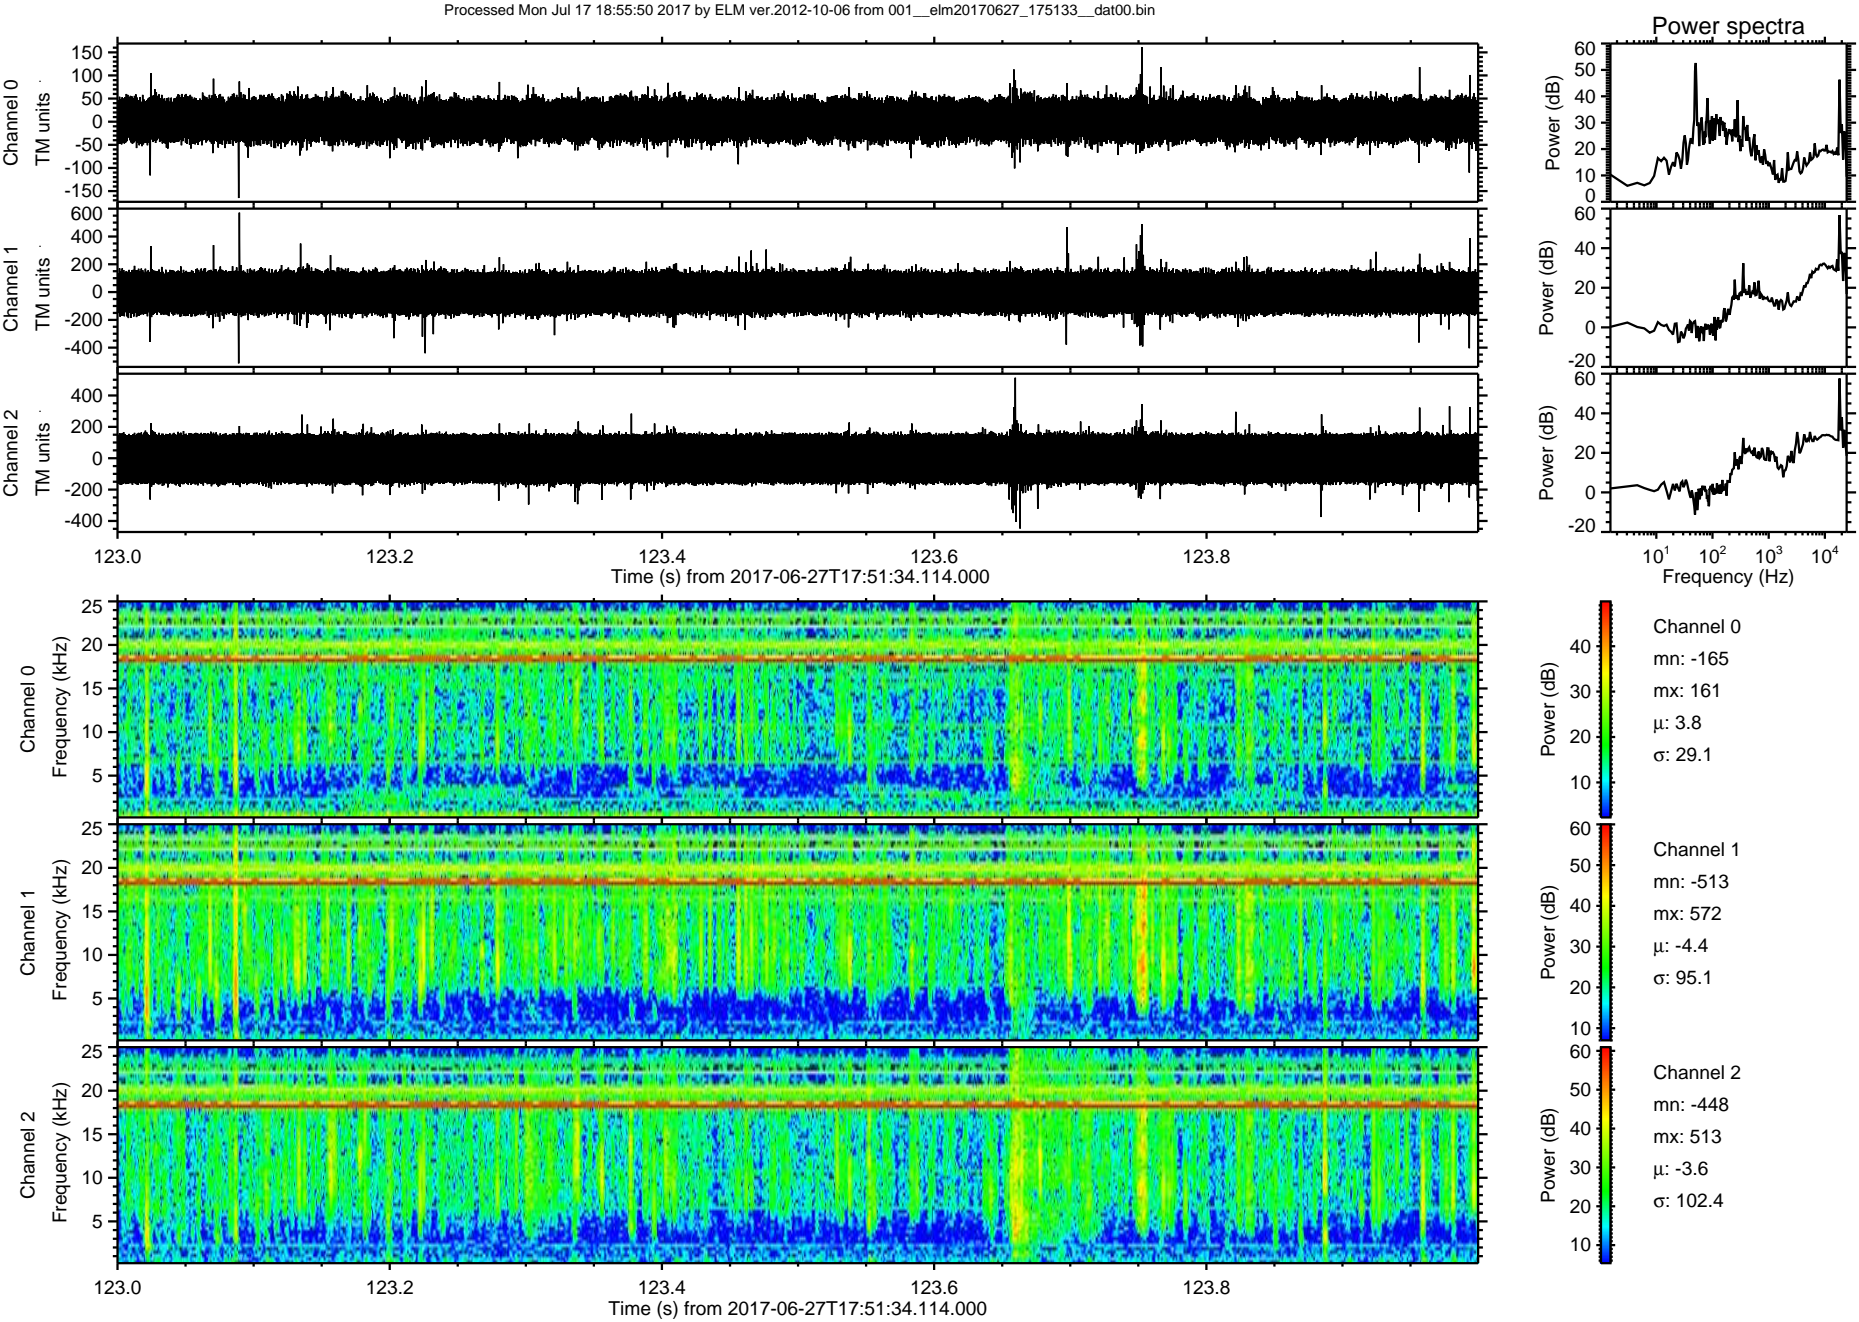 Processed Mon Jul 17 18:55:50 2017 by ELM ver.2012-10-06 from 001__elm20170627_175133__dat00.bin
Power spectra
Channel 0
TM units
150
100
50
0
-50
-100
-150
Power (dB)
60
50
40
30
20
10
0
Channel 1
TM units
600
400
200
0
-200
-400
Power (dB)
60
40
20
0
-20
Channel 2
TM units
400
200
0
-200
-400
Power (dB)
60
40
20
0
-20
123.0 123.2 123.4 123.6 123.8
Time (s) from 2017-06-27T17:51:34.114.000
10^1 10^2 10^3 10^4
Frequency (Hz)
Channel 0
Frequency (kHz)
25
20
15
10
5
Power (dB)
40
30
20
10
Channel 0
mn: -165
mx: 161
µ: 3.8
σ: 29.1
Channel 1
Frequency (kHz)
25
20
15
10
5
Power (dB)
60
50
40
30
20
10
Channel 1
mn: -513
mx: 572
µ: -4.4
σ: 95.1
Channel 2
Frequency (kHz)
25
20
15
10
5
Power (dB)
60
50
40
30
20
10
Channel 2
mn: -448
mx: 513
µ: -3.6
σ: 102.4
123.0 123.2 123.4 123.6 123.8
Time (s) from 2017-06-27T17:51:34.114.000